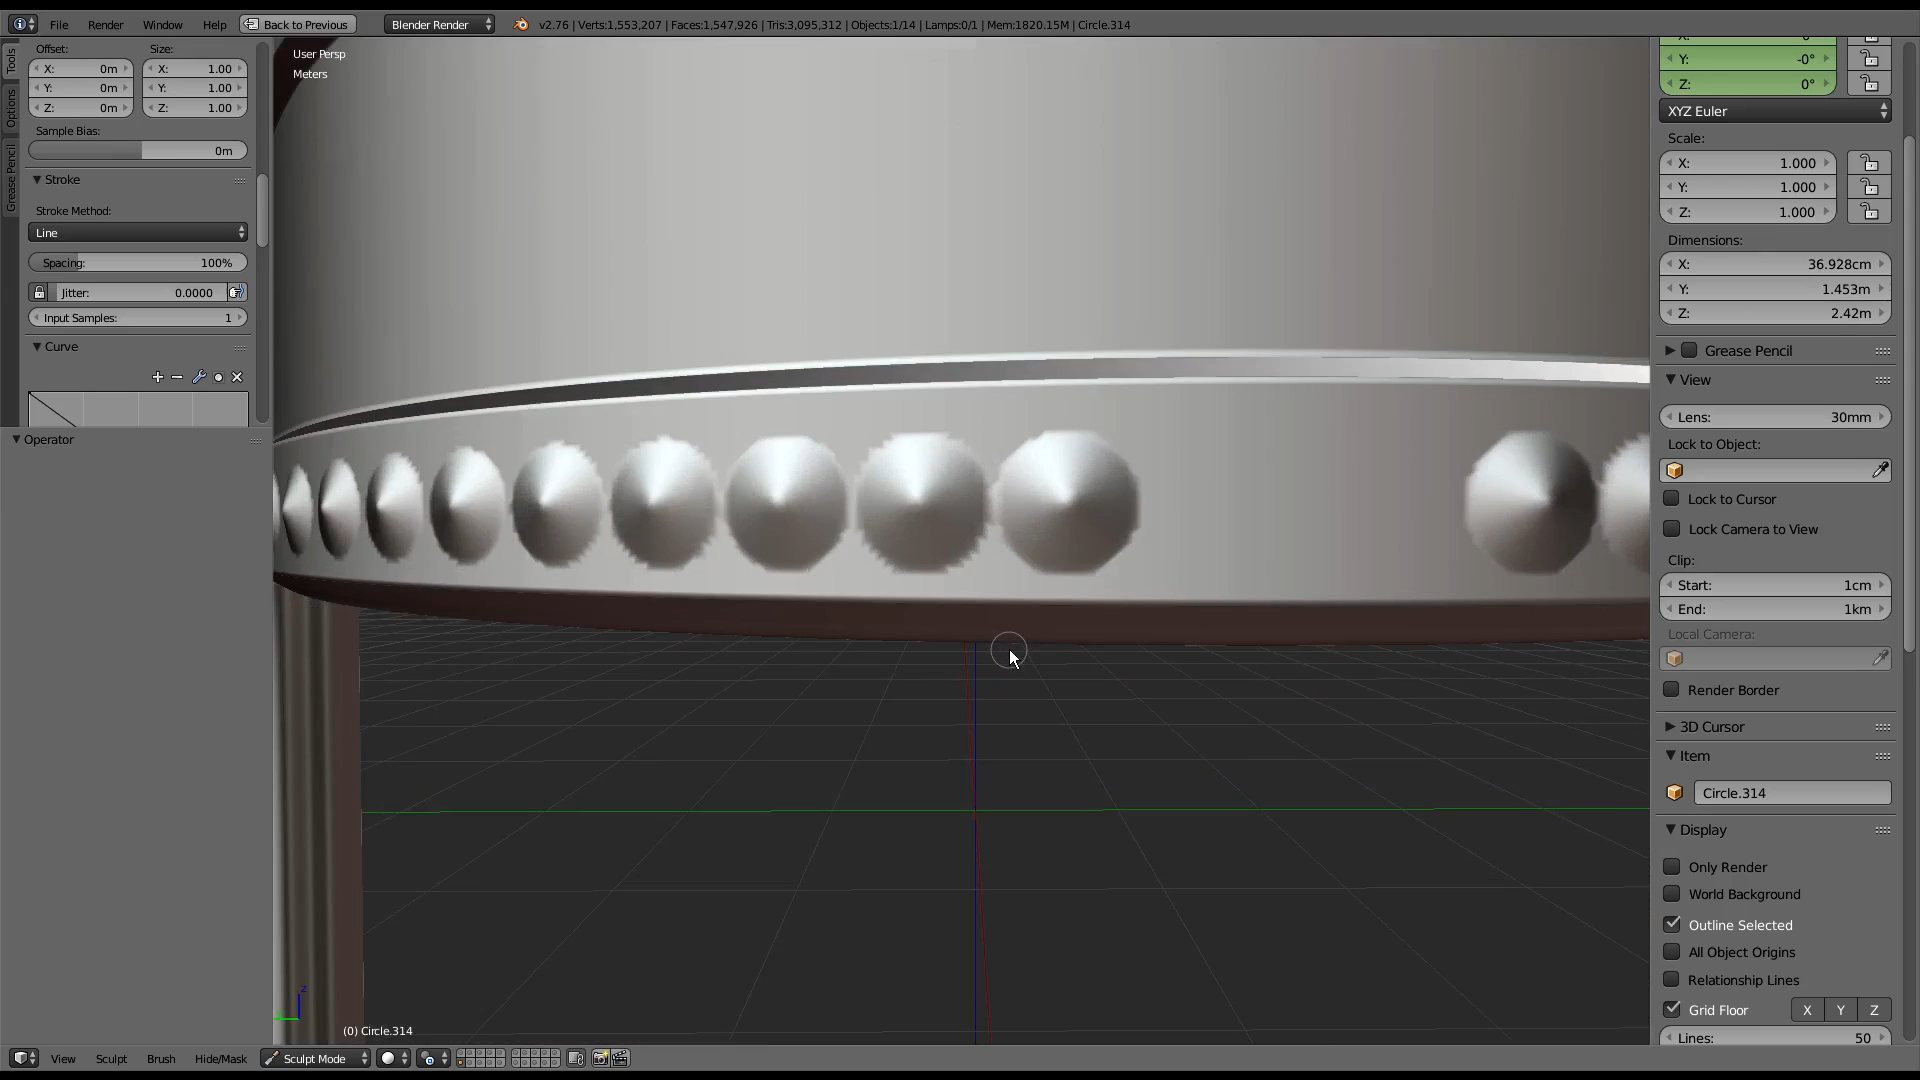 File Render Window Help Back to Previous Blender Render v2.76 | Verts:1,553,207 | Faces:1,547,926 | Tris:3,095,312 | Objects:1/14 | Lamps:0/1 | Mem:1820.15M | Circle.314
Tools
Options
Grease Pencil
Offset: Size:
X: 0m X: 1.00
Y: 0m Y: 1.00
Z: 0m Z: 1.00
Sample Bias:
0m
Stroke
Stroke Method:
Line
Spacing: 100%
Jitter: 0.0000
Input Samples: 1
Curve
Operator
User Persp
Meters
z
(0) Circle.314
Y: -0°
Z: 0°
XYZ Euler
Scale:
X: 1.000
Y: 1.000
Z: 1.000
Dimensions:
X: 36.928cm
Y: 1.453m
Z: 2.42m
Grease Pencil
View
Lens: 30mm
Lock to Object:
Lock to Cursor
Lock Camera to View
Clip:
Start: 1cm
End: 1km
Local Camera:
Render Border
3D Cursor
Item
Circle.314
Display
Only Render
World Background
Outline Selected
All Object Origins
Relationship Lines
Grid Floor X Y Z
Lines: 50
View Sculpt Brush Hide/Mask Sculpt Mode